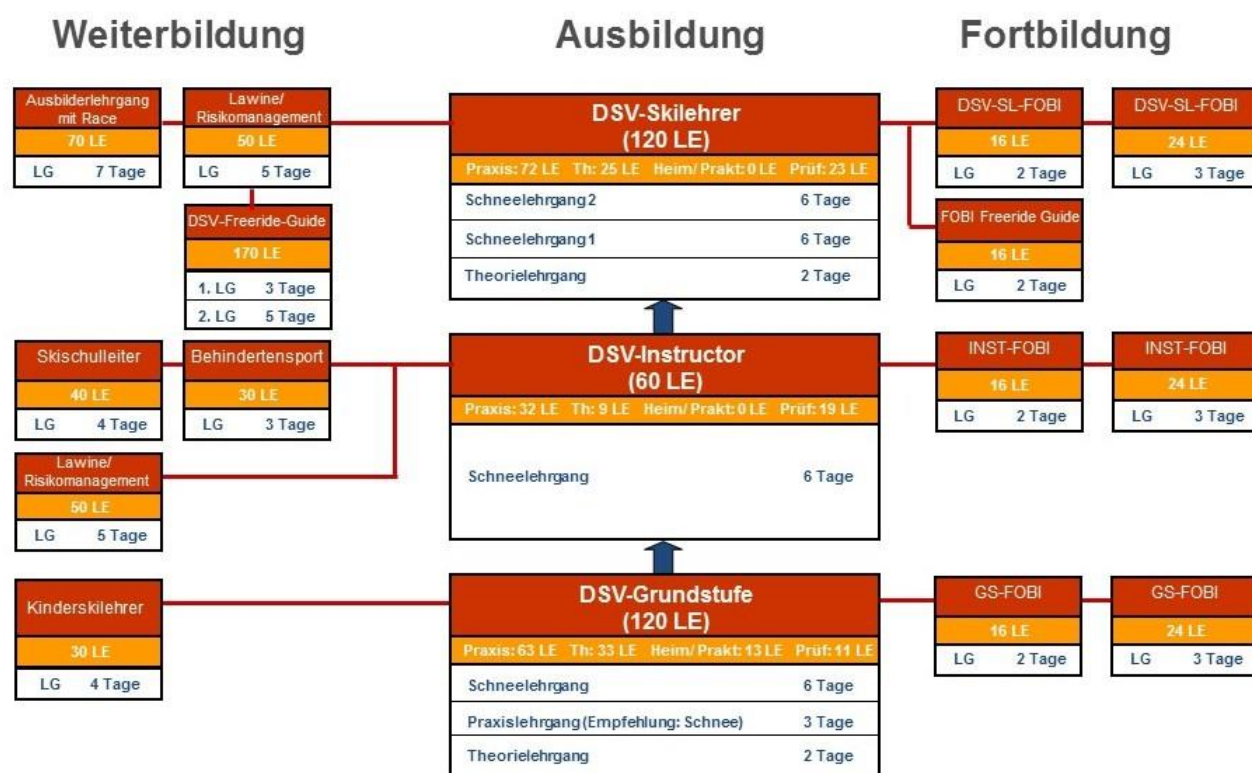 Weiterbildung
Ausbildung
Fortbildung
Ausbilderlehrgang
mit Race
70 LE
LG 7 Tage
Lawine/
Risikomanagement
50 LE
LG 5 Tage
DSV-Freeride-Guide
170 LE
1. LG 3 Tage
2. LG 5 Tage
DSV-Skilehrer
(120 LE)
Praxis: 72 LE Th: 25 LE Heim/ Prakt: 0 LE Prüf: 23 LE
Schneelehrgang 2 6 Tage
Schneelehrgang 1 6 Tage
Theorielehrgang 2 Tage
DSV-SL-FOBI
16 LE
LG 2 Tage
DSV-SL-FOBI
24 LE
LG 3 Tage
FOBI Freeride Guide
16 LE
LG 2 Tage
Skischulleiter
40 LE
LG 4 Tage
Behindertensport
30 LE
LG 3 Tage
Lawine/
Risikomanagement
50 LE
LG 5 Tage
DSV-Instructor
(60 LE)
Praxis: 32 LE Th: 9 LE Heim/ Prakt: 0 LE Prüf: 19 LE
Schneelehrgang 6 Tage
INST-FOBI
16 LE
LG 2 Tage
INST-FOBI
24 LE
LG 3 Tage
Kinderskilehrer
30 LE
LG 4 Tage
DSV-Grundstufe
(120 LE)
Praxis: 63 LE Th: 33 LE Heim/ Prakt: 13 LE Prüf: 11 LE
Schneelehrgang 6 Tage
Praxislehrgang (Empfehlung: Schnee) 3 Tage
Theorielehrgang 2 Tage
GS-FOBI
16 LE
LG 2 Tage
GS-FOBI
24 LE
LG 3 Tage